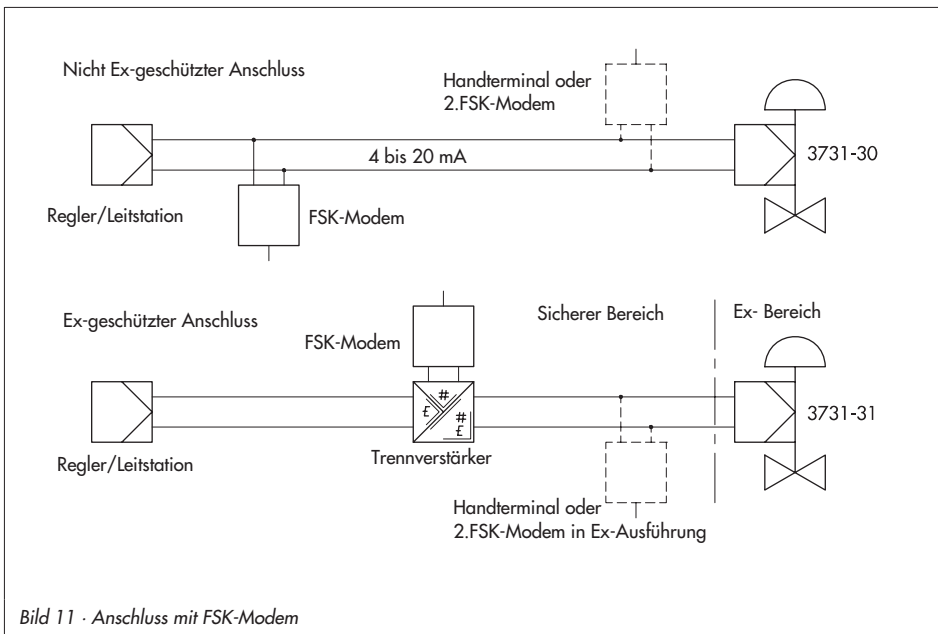 Nicht Ex-geschützter Anschluss
Handterminal oder
2.FSK-Modem
4 bis 20 mA
3731-30
Regler/Leitstation
FSK-Modem
Ex-geschützter Anschluss
Sicherer Bereich
Ex- Bereich
FSK-Modem
#
£
#
£
3731-31
Regler/Leitstation
Trennverstärker
Handterminal oder
2.FSK-Modem in Ex-Ausführung
Bild 11 · Anschluss mit FSK-Modem